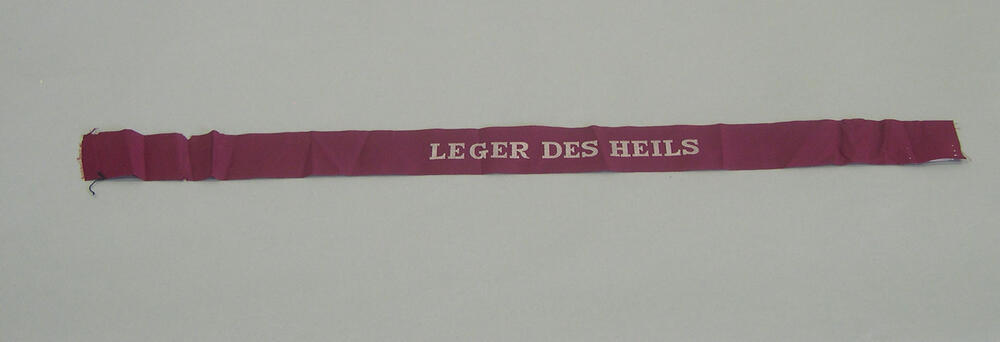 LEGER DES HEILS